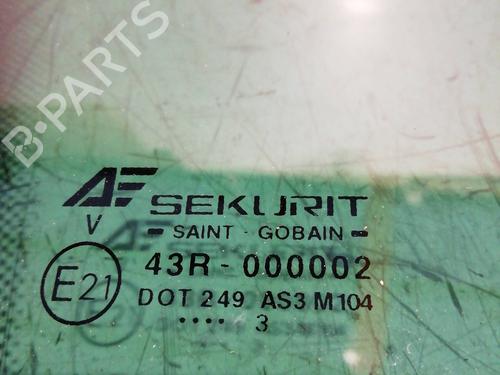 B-PARTS
AF SEKURIT
V
SAINT - GOBAIN
E21
43R - 000002
DOT 249 AS3 M104
.... 3